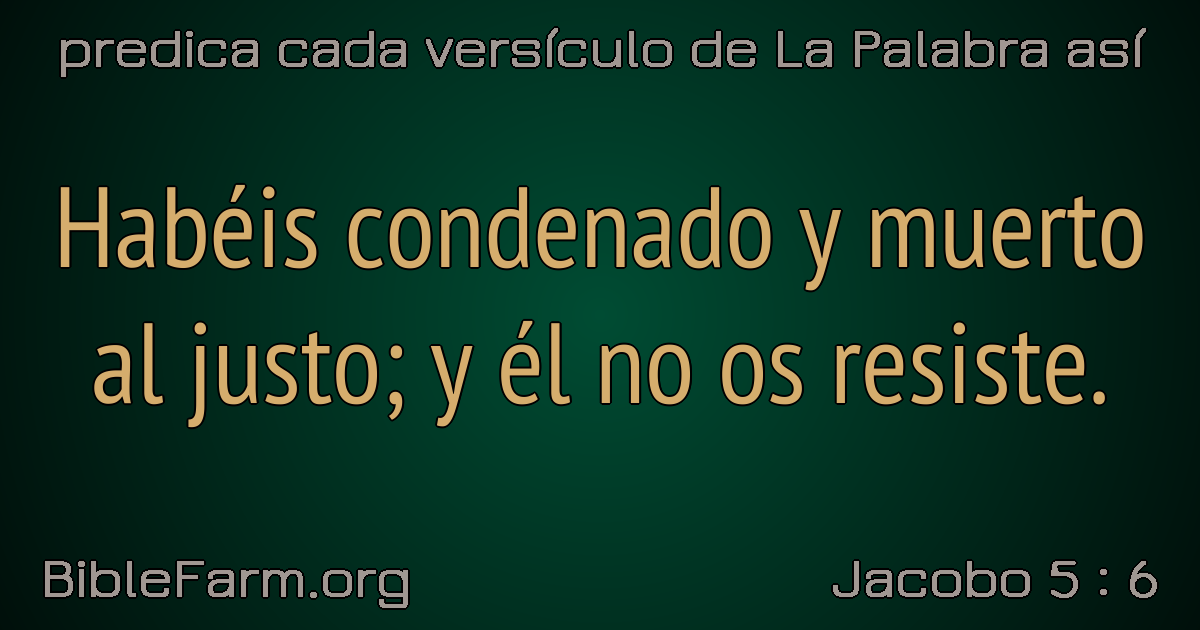 predica cada versículo de La Palabra así
Habéis condenado y muerto
al justo; y él no os resiste.
BibleFarm.org
Jacobo 5 : 6